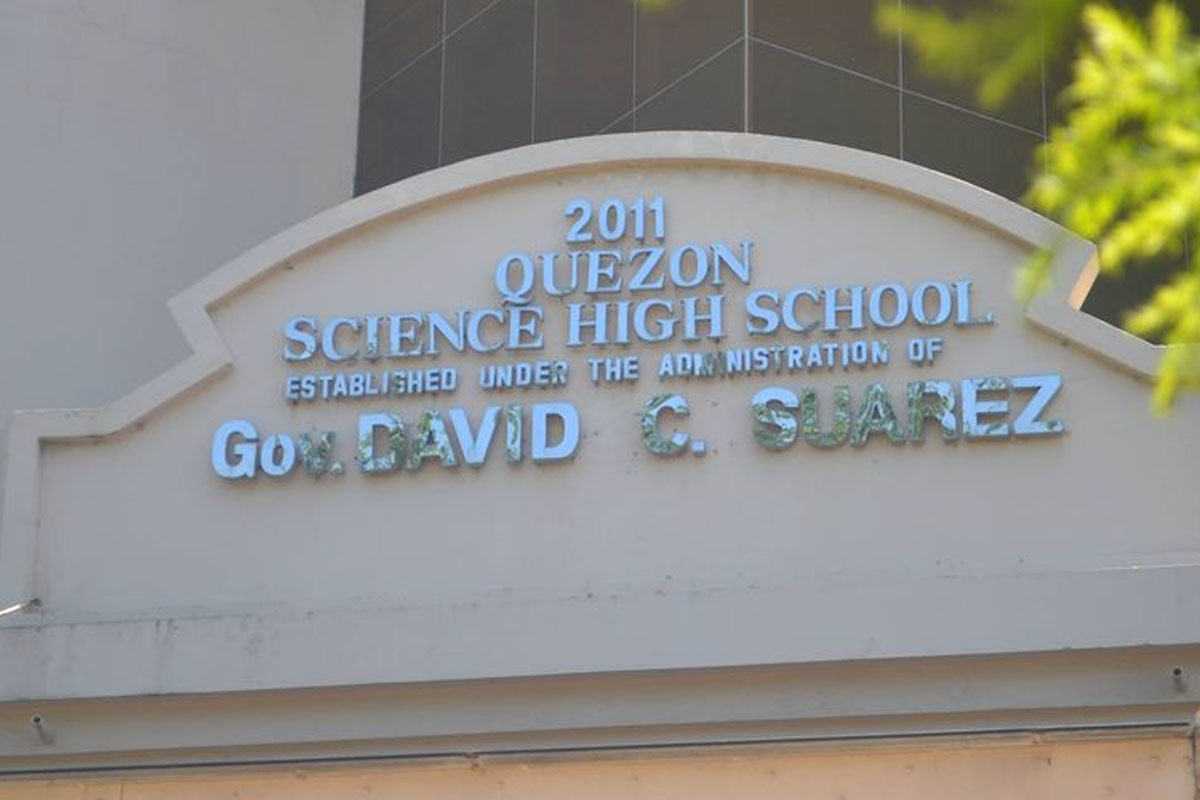 2011
QUEZON
SCIENCE HIGH SCHOOL
ESTABLISHED UNDER THE ADMINISTRATION OF
Gov. DAVID C. SUAREZ